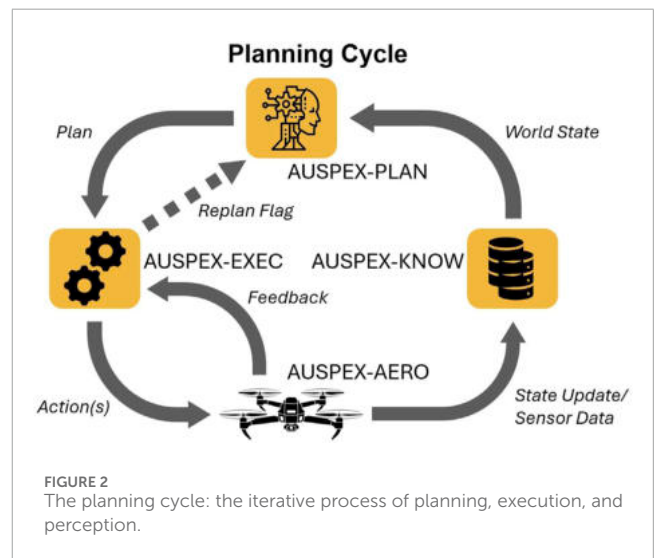 Planning Cycle
Plan
World State
AUSPEX-PLAN
Replan Flag
AUSPEX-EXEC
AUSPEX-KNOW
Feedback
AUSPEX-AERO
Action(s)
State Update/
Sensor Data
FIGURE 2
The planning cycle: the iterative process of planning, execution, and
perception.